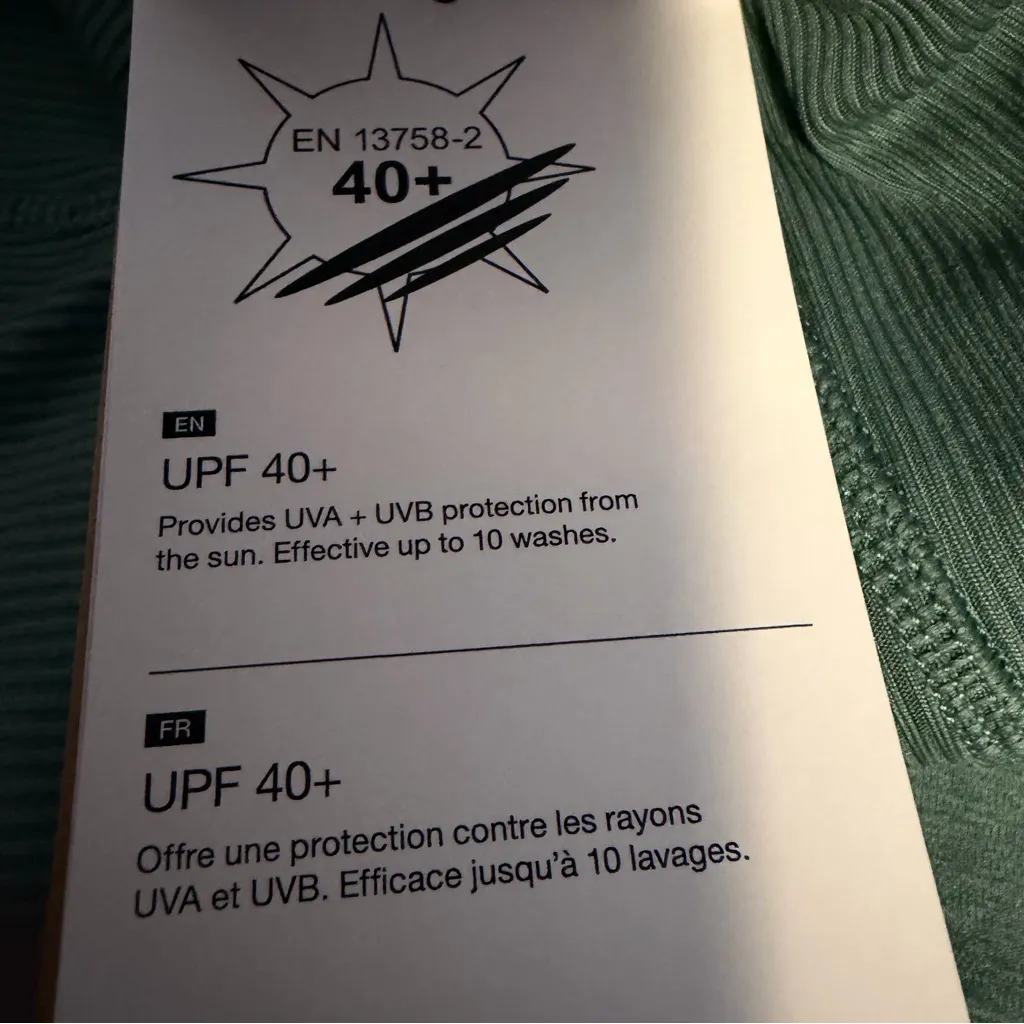 EN 13758-2
40+
EN
UPF 40+
Provides UVA + UVB protection from
the sun. Effective up to 10 washes.
FR
UPF 40+
Offre une protection contre les rayons
UVA et UVB. Efficace jusqu'à 10 lavages.